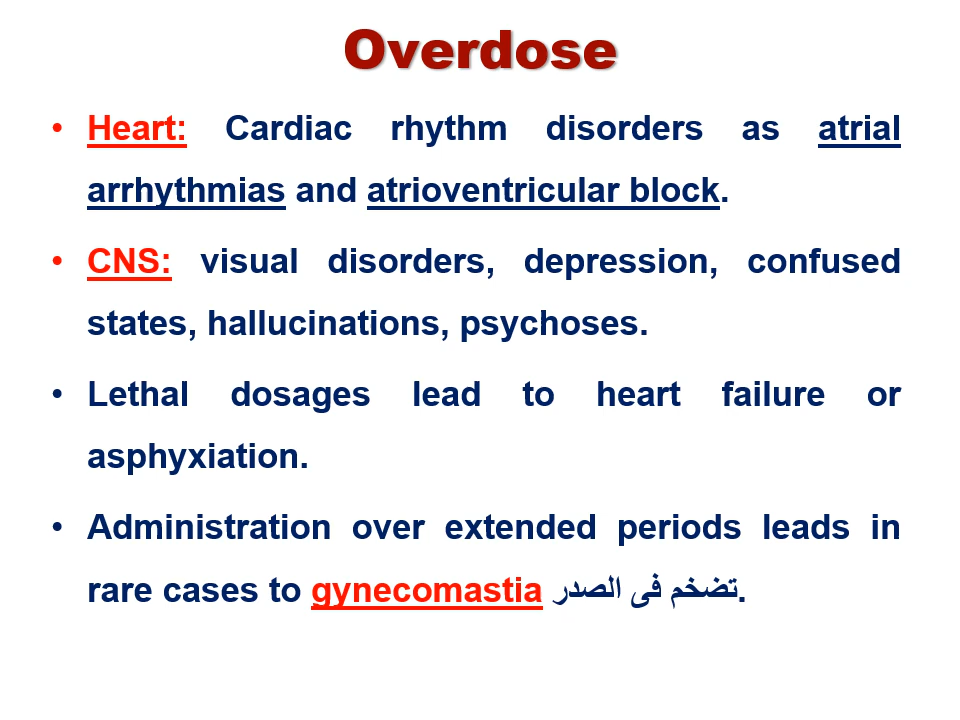 Overdose
• Heart: Cardiac rhythm disorders as atrial
arrhythmias and atrioventricular block.
• CNS: visual disorders, depression, confused
states, hallucinations, psychoses.
• Lethal dosages lead to heart failure or
asphyxiation.
• Administration over extended periods leads in
rare cases to gynecomastia تضخم فى الصدر.